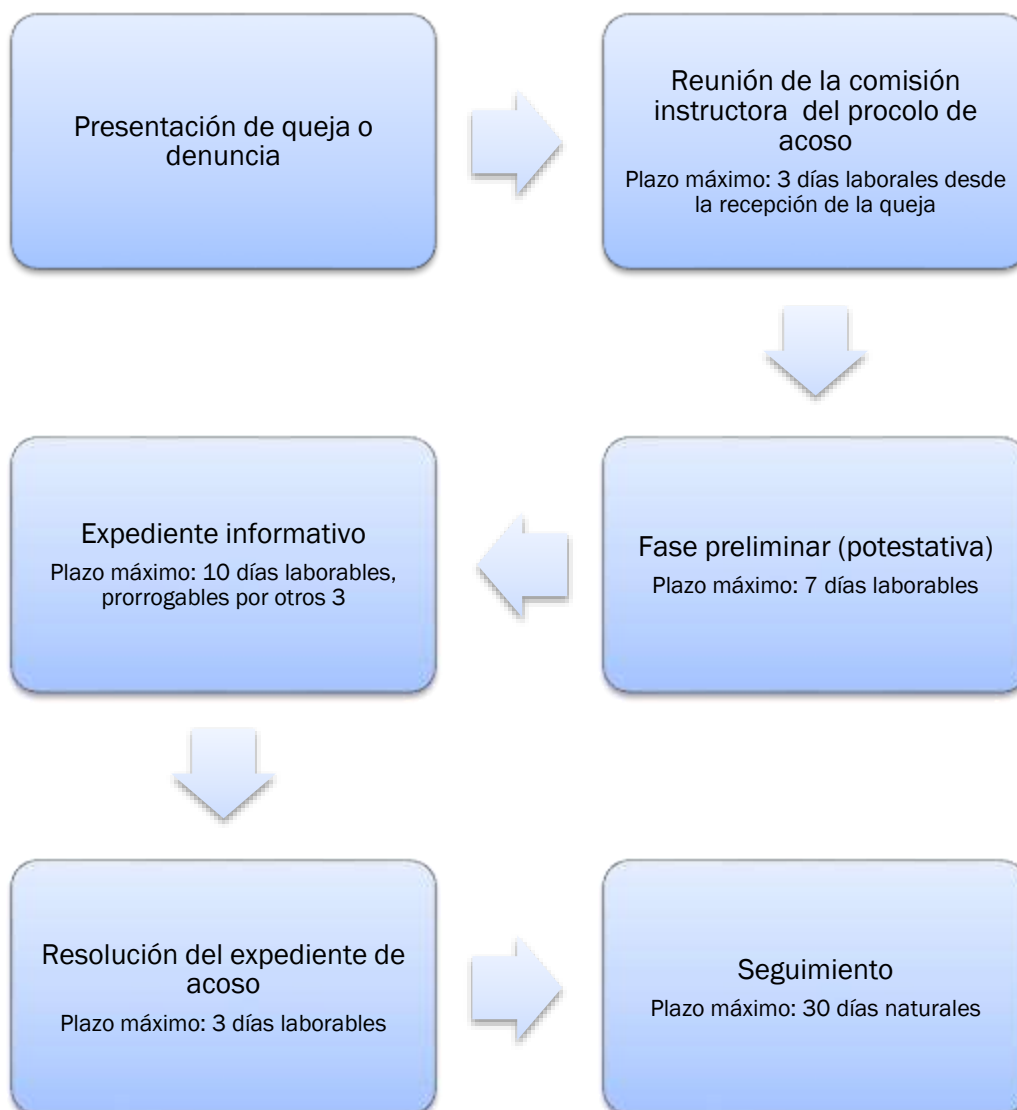 Presentación de queja o
denuncia
Reunión de la comisión
instructora  del procolo de
acoso
Plazo máximo: 3 días laborales desde
la recepción de la queja
Fase preliminar (potestativa)
Plazo máximo: 7 días laborables
Expediente informativo
Plazo máximo: 10 días laborables,
prorrogables por otros 3
Resolución del expediente de
acoso
Plazo máximo: 3 días laborables
Seguimiento
Plazo máximo: 30 días naturales